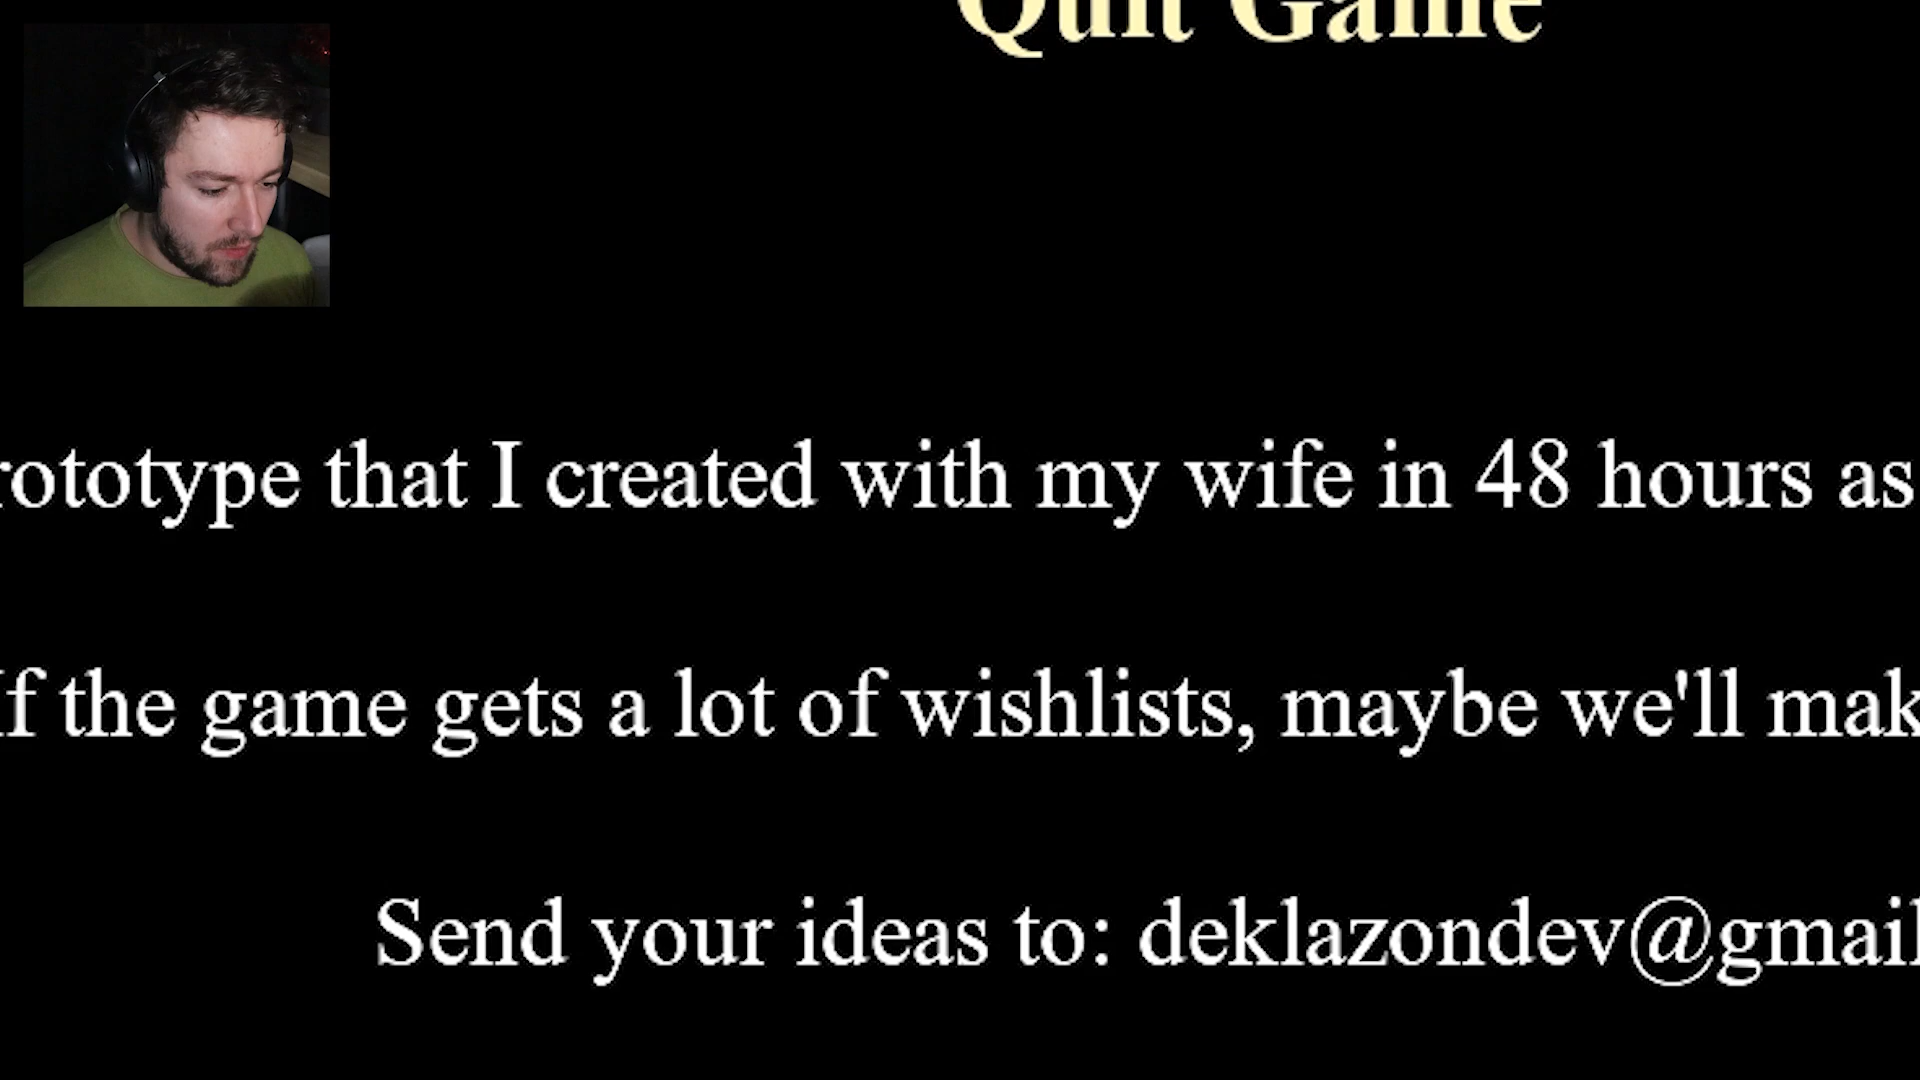 Quit Game
rototype that I created with my wife in 48 hours as
If the game gets a lot of wishlists, maybe we'll mak
Send your ideas to: deklazondev@gmail